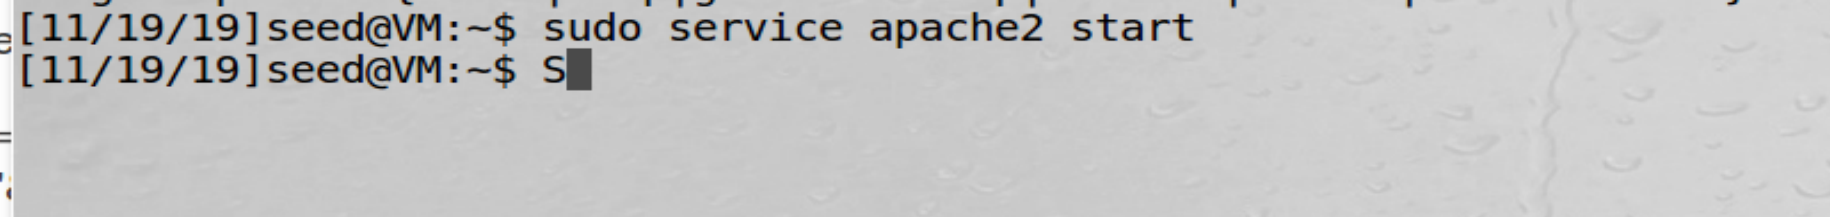 [11/19/19]seed@VM:~$ sudo service apache2 start
[11/19/19]seed@VM:~$ S